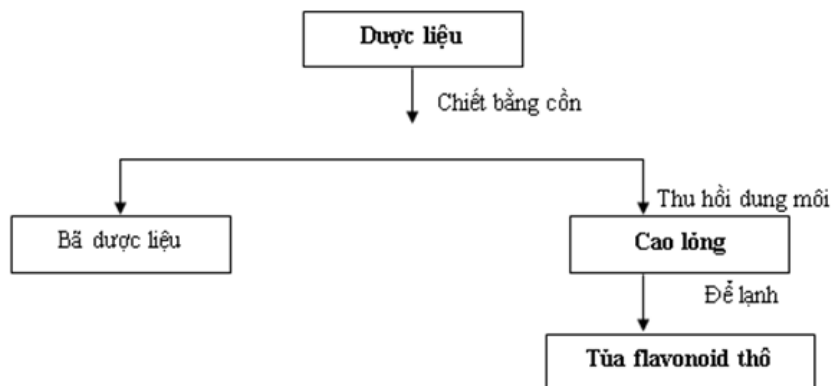 Dược liệu
Chiết bằng cồn
Thu hồi dung môi
Bã dược liệu
Cao lỏng
Để lạnh
Tủa flavonoid thô